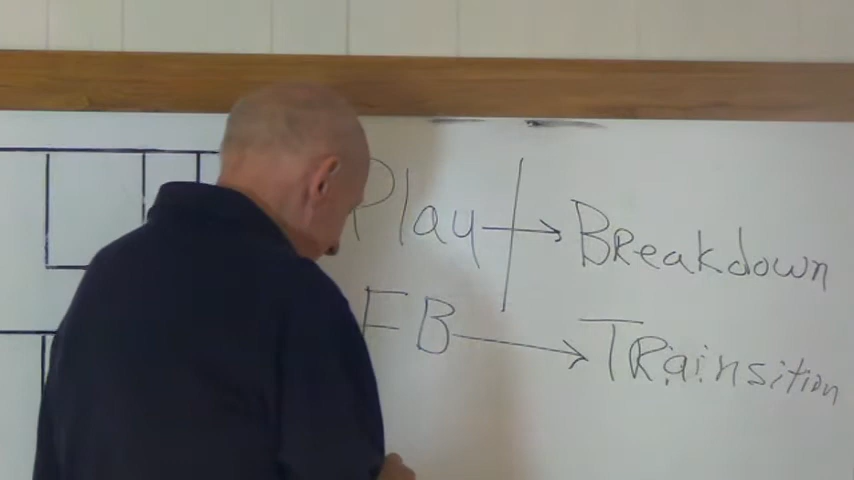 Play → Breakdown
FB → TRainsition